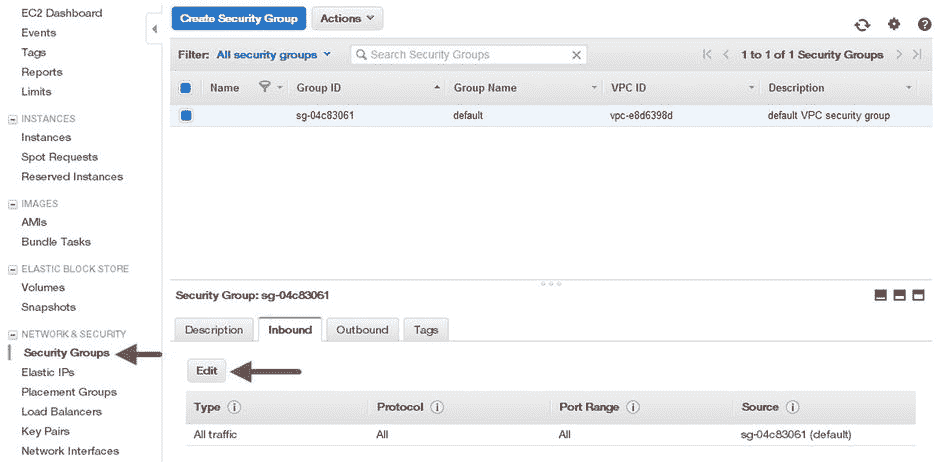 EC2 Dashboard
Events
Tags
Reports
Limits
INSTANCES
Instances
Spot Requests
Reserved Instances
IMAGES
AMIs
Bundle Tasks
ELASTIC BLOCK STORE
Volumes
Snapshots
NETWORK & SECURITY
Security Groups
Elastic IPs
Placement Groups
Load Balancers
Key Pairs
Network Interfaces
Create Security Group Actions
Filter: All security groups Search Security Groups 1 to 1 of 1 Security Groups
Name Group ID Group Name VPC ID Description
sg-04c83061 default vpc-e8d6398d default VPC security group
Security Group: sg-04c83061
Description Inbound Outbound Tags
Edit
Type Protocol Port Range Source
All traffic All All sg-04c83061 (default)